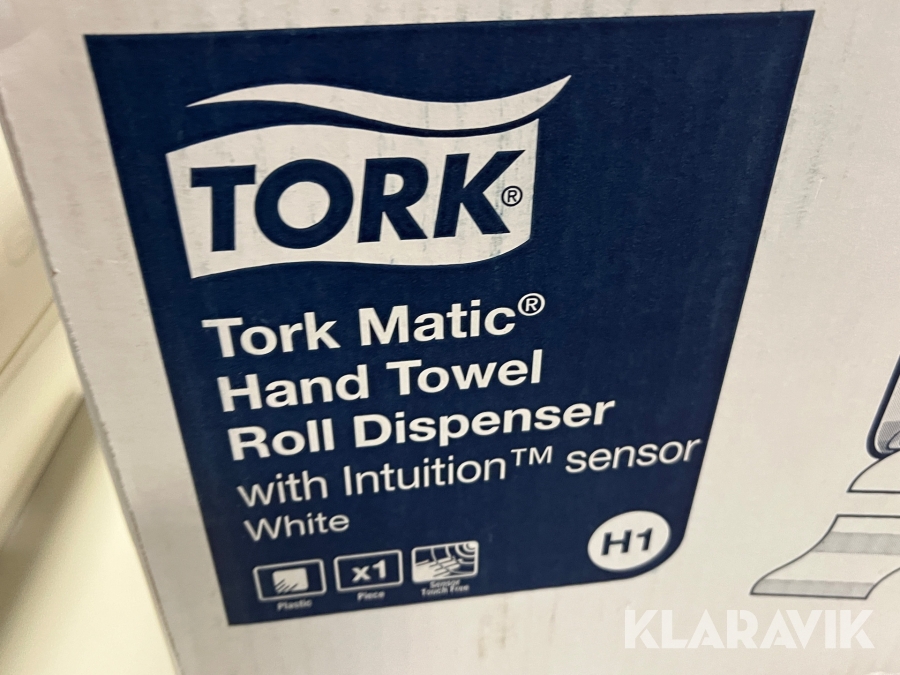 TORK®
Tork Matic®
Hand Towel
Roll Dispenser
with Intuition™ sensor
White
H1
x1
Plastic
Piece
Sensor
Touch Free
KLARAVIK